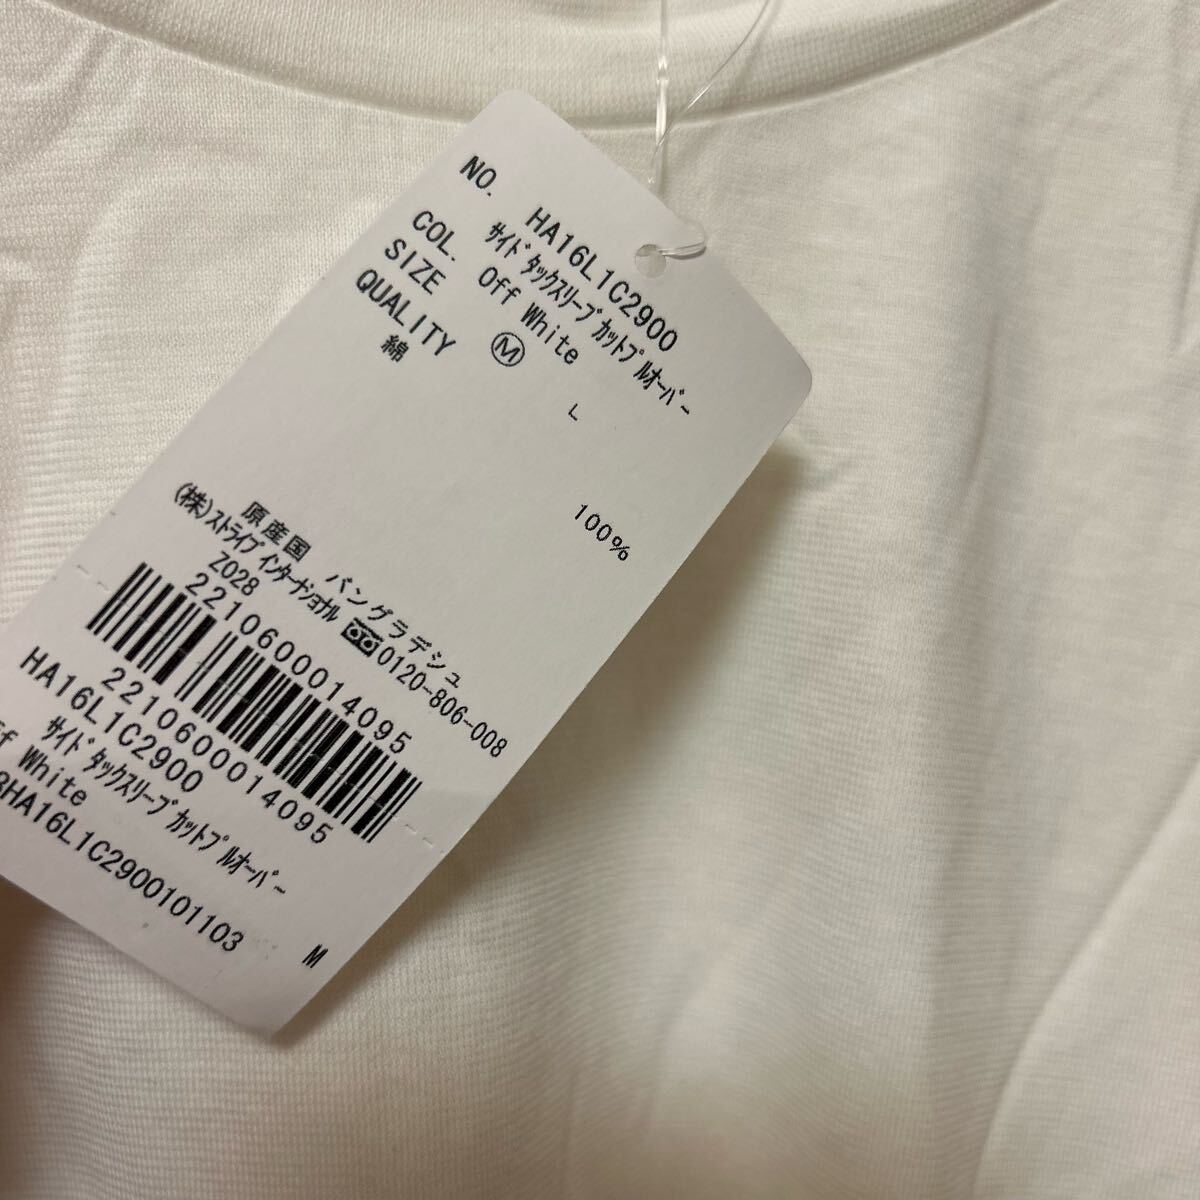 NO. HA16L1C2900
ｻｲﾄﾞﾀｯｸｽﾘｰﾌﾞｶｯﾄﾌﾟﾙｵｰﾊﾞｰ
COL. Off White
SIZE Ⓜ L
QUALITY
綿 100%
原産国 バングラデシュ
(株)ｽﾄﾗｲﾌﾟｲﾝﾀｰﾅｼｮﾅﾙ 0120-806-008
Z028
2210600014095
2210600014095
HA16L1C2900
ｻｲﾄﾞﾀｯｸｽﾘｰﾌﾞｶｯﾄﾌﾟﾙｵｰﾊﾞｰ
White M
HA16L1C2900101103